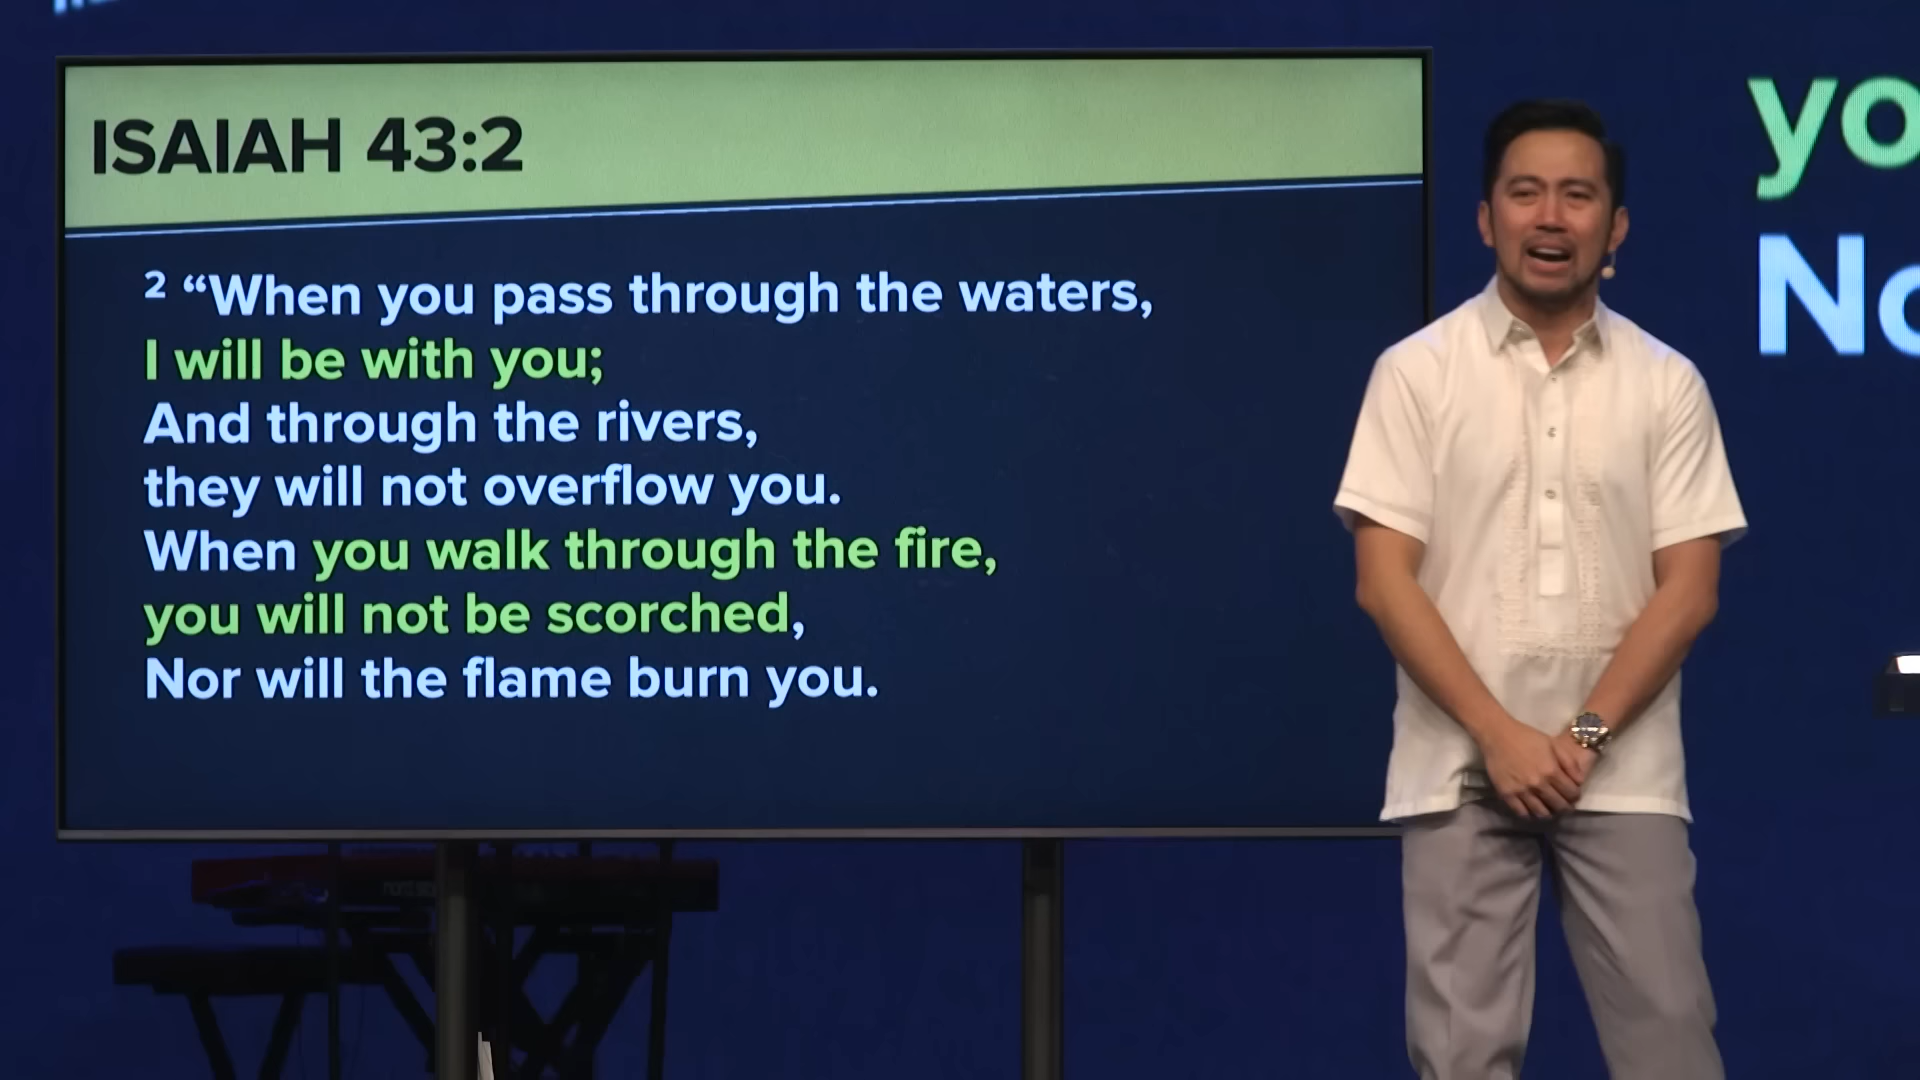 ISAIAH 43:2
2 “When you pass through the waters,
I will be with you;
And through the rivers,
they will not overflow you.
When you walk through the fire,
you will not be scorched,
Nor will the flame burn you.
yo
No